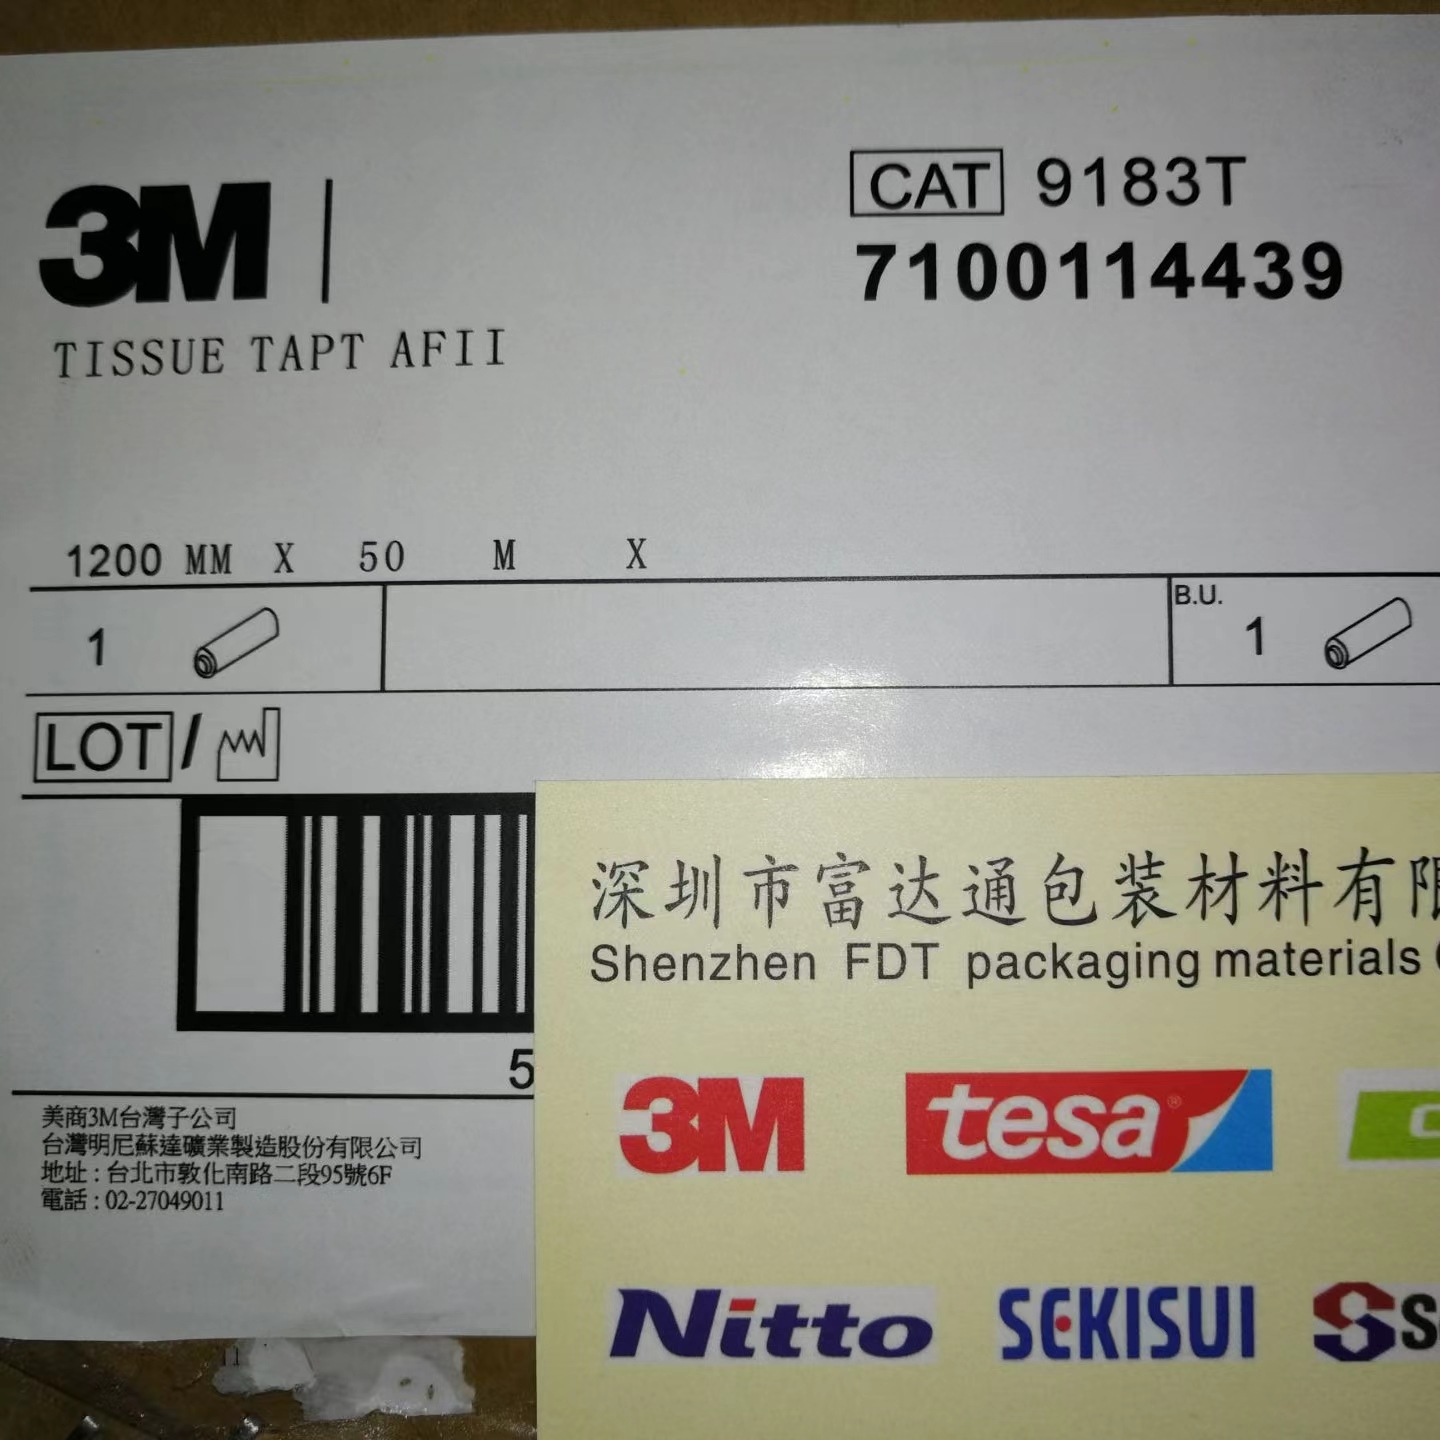 3M
CAT 9183T
7100114439
TISSUE TAPT AFII
1200 MM X 50 M X
1
B.U.
1
LOT /
5
美商3M台灣子公司
台灣明尼蘇達礦業製造股份有限公司
地址 : 台北市敦化南路二段95號6F
電話 : 02-27049011
深圳市富达通包装材料有限
Shenzhen FDT packaging materials
3M
tesa®
Nitto
SEKISUI